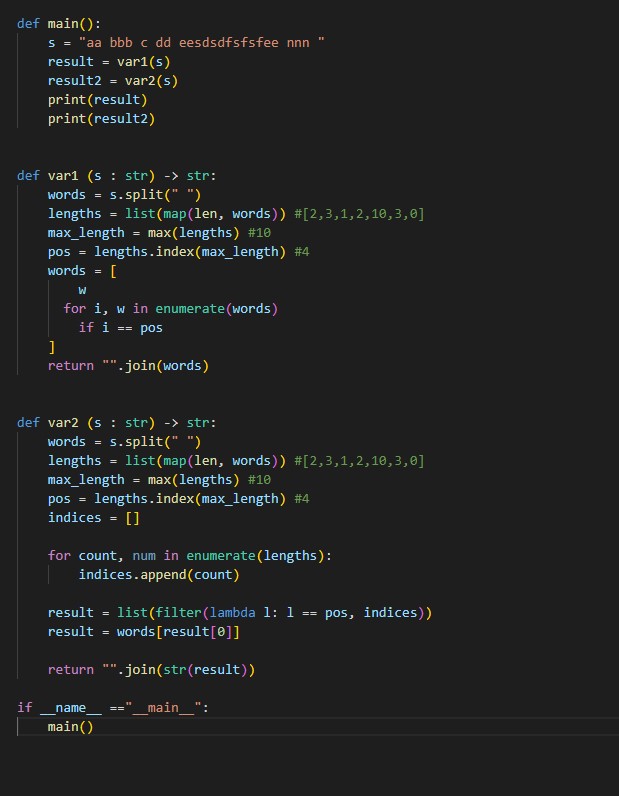 def main():
    s = "aa bbb c dd eesdsdfsfsfee nnn "
    result = var1(s)
    result2 = var2(s)
    print(result)
    print(result2)

def var1 (s : str) -> str:
    words = s.split(" ")
    lengths = list(map(len, words)) #[2,3,1,2,10,3,0]
    max_length = max(lengths) #10
    pos = lengths.index(max_length) #4
    words = [
        w
      for i, w in enumerate(words)
        if i == pos
    ]
    return "".join(words)

def var2 (s : str) -> str:
    words = s.split(" ")
    lengths = list(map(len, words)) #[2,3,1,2,10,3,0]
    max_length = max(lengths) #10
    pos = lengths.index(max_length) #4
    indices = []

    for count, num in enumerate(lengths):
        indices.append(count)

    result = list(filter(lambda l: l == pos, indices))
    result = words[result[0]]

    return "".join(str(result))

if __name__ =="__main__":
    main()